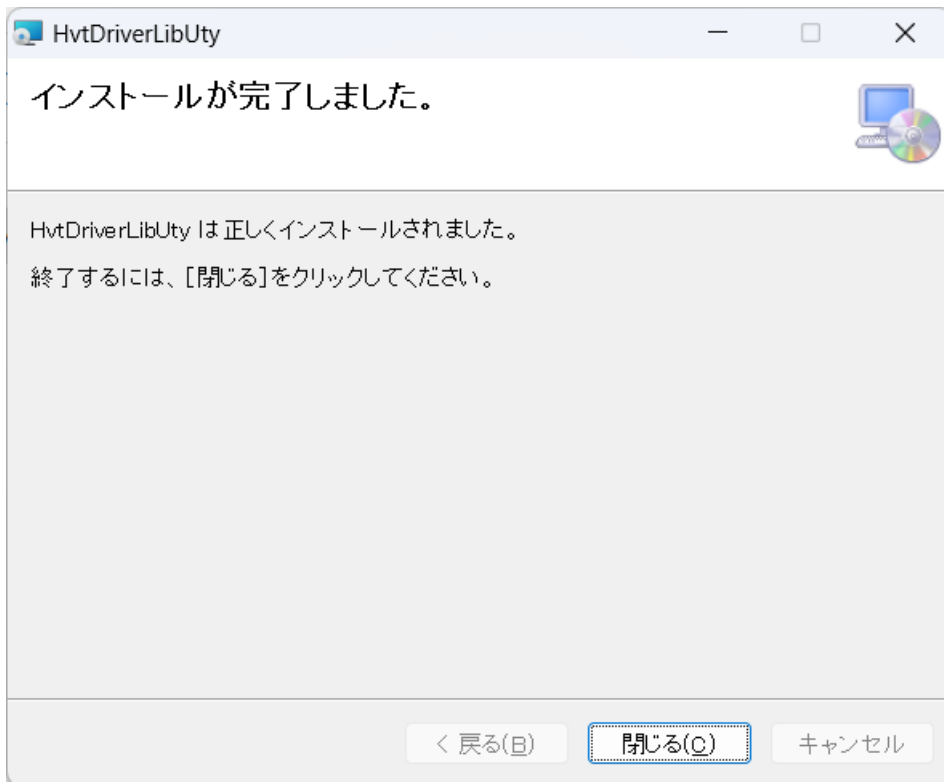 HvtDriverLibUty
インストールが完了しました。
HvtDriverLibUty は正しくインストールされました。
終了するには、[閉じる]をクリックしてください。
< 戻る(B)
閉じる(C)
キャンセル